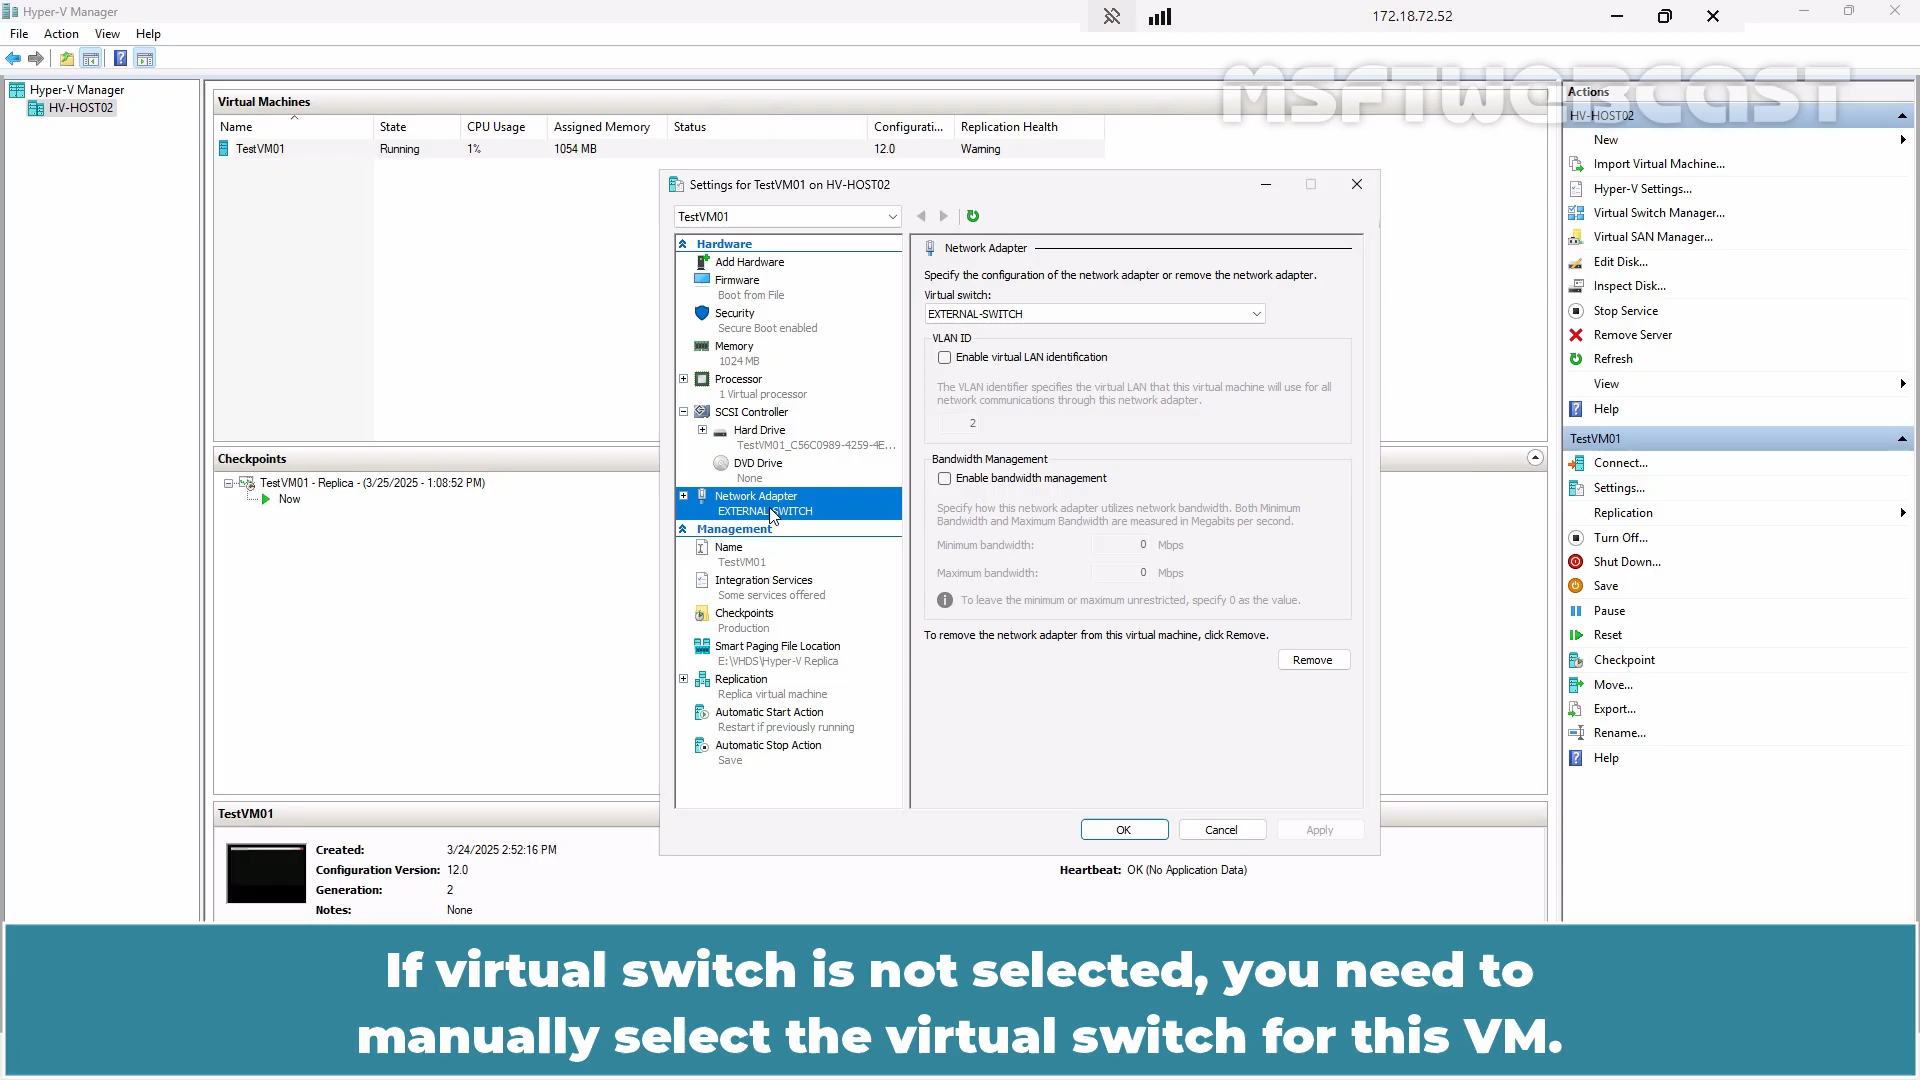 Hyper-V Manager
172.18.72.52
File Action View Help
MSFTWEBCAST
Hyper-V Manager
HV-HOST02
Virtual Machines
Name State CPU Usage Assigned Memory Status Configurati... Replication Health
TestVM01 Running 1% 1054 MB 12.0 Warning
Settings for TestVM01 on HV-HOST02
TestVM01
Hardware
Add Hardware
Firmware
Boot from File
Security
Secure Boot enabled
Memory
1024 MB
Processor
1 Virtual processor
SCSI Controller
Hard Drive
TestVM01_C56C0989-4259-4E...
DVD Drive
None
Network Adapter
EXTERNAL-SWITCH
Management
Name
TestVM01
Integration Services
Some services offered
Checkpoints
Production
Smart Paging File Location
E:\VHDS\Hyper-V Replica
Replication
Replica virtual machine
Automatic Start Action
Restart if previously running
Automatic Stop Action
Save
Network Adapter
Specify the configuration of the network adapter or remove the network adapter.
Virtual switch:
EXTERNAL-SWITCH
VLAN ID
Enable virtual LAN identification
The VLAN identifier specifies the virtual LAN that this virtual machine will use for all
network communications through this network adapter.
2
Bandwidth Management
Enable bandwidth management
Specify how this network adapter utilizes network bandwidth. Both Minimum
Bandwidth and Maximum Bandwidth are measured in Megabits per second.
Minimum bandwidth: 0 Mbps
Maximum bandwidth: 0 Mbps
To leave the minimum or maximum unrestricted, specify 0 as the value.
To remove the network adapter from this virtual machine, click Remove.
Remove
OK Cancel Apply
Checkpoints
TestVM01 - Replica - (3/25/2025 - 1:08:52 PM)
Now
TestVM01
Created: 3/24/2025 2:52:16 PM
Configuration Version: 12.0
Generation: 2
Notes: None
Heartbeat: OK (No Application Data)
Actions
HV-HOST02
New
Import Virtual Machine...
Hyper-V Settings...
Virtual Switch Manager...
Virtual SAN Manager...
Edit Disk...
Inspect Disk...
Stop Service
Remove Server
Refresh
View
Help
TestVM01
Connect...
Settings...
Replication
Turn Off...
Shut Down...
Save
Pause
Reset
Checkpoint
Move...
Export...
Rename...
Help
If virtual switch is not selected, you need to
manually select the virtual switch for this VM.